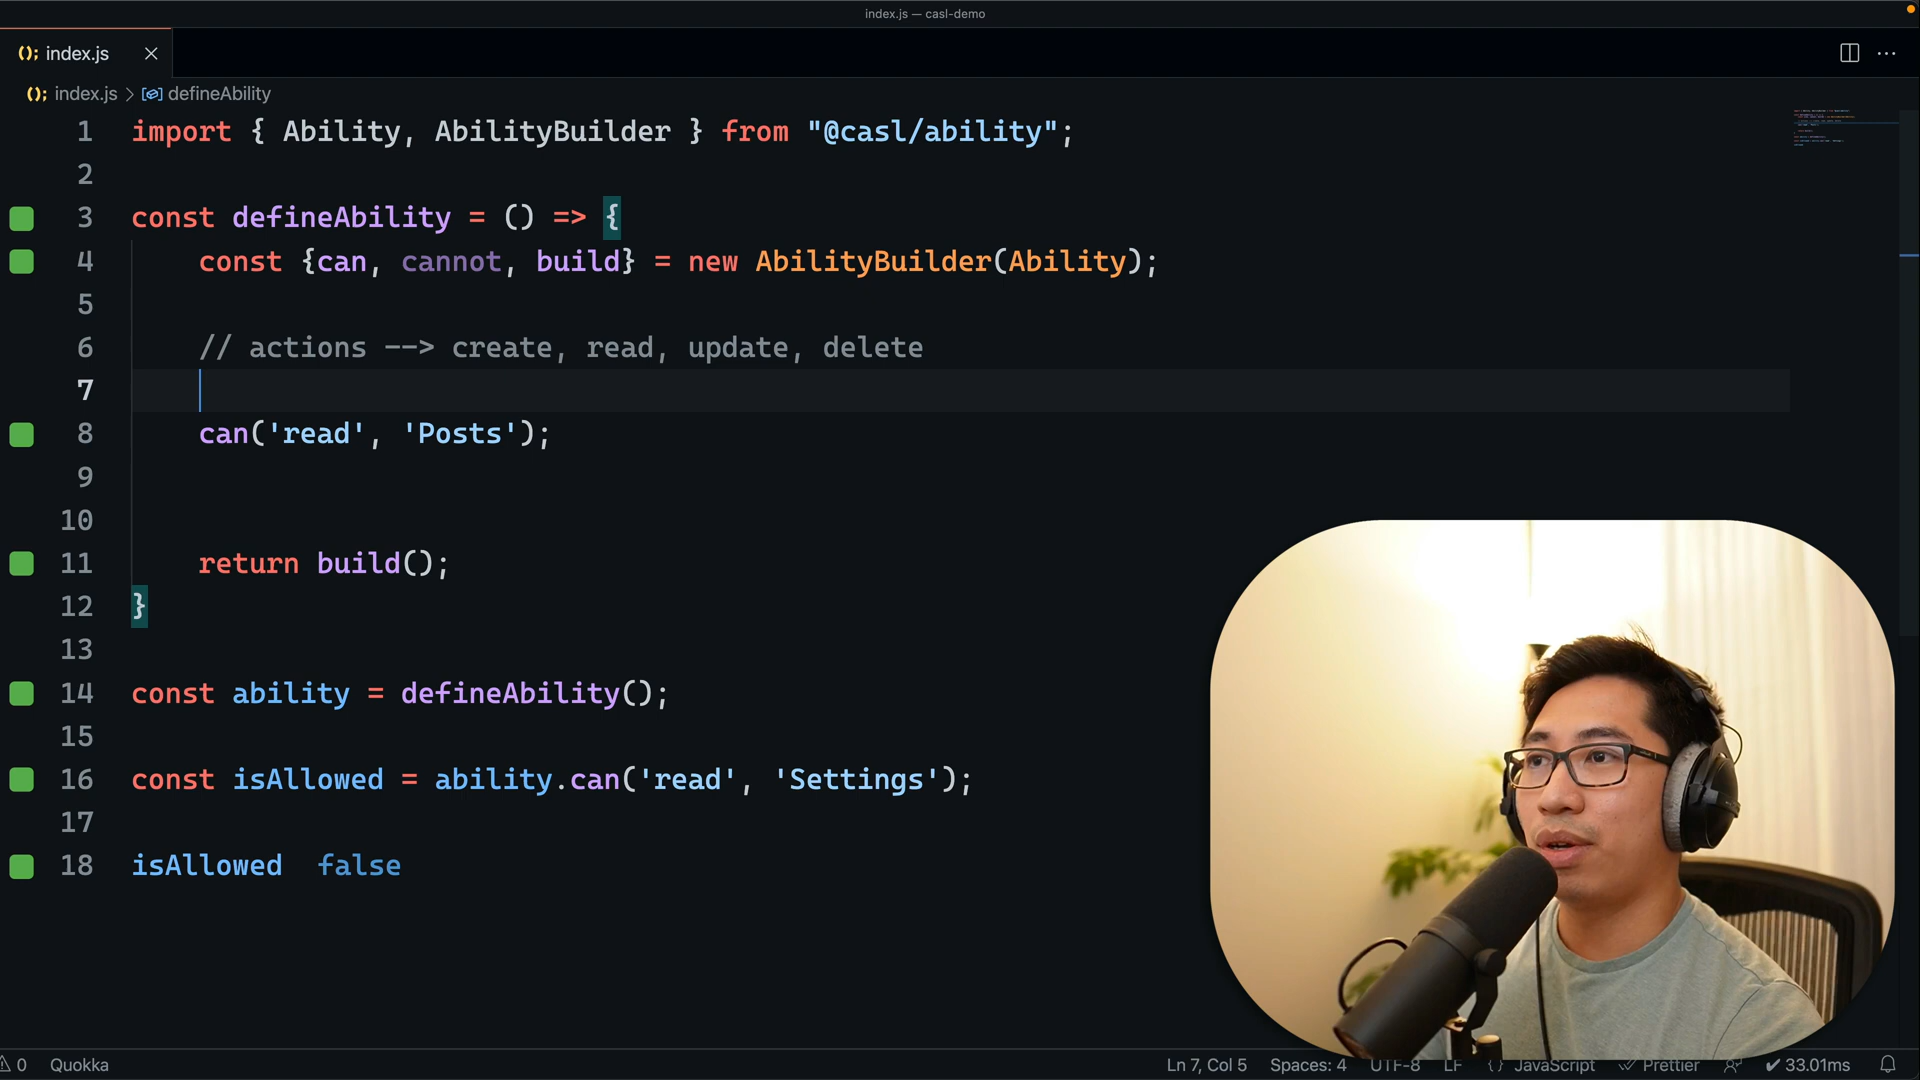 index.js — casl-demo
index.js
index.js > defineAbility
1 import { Ability, AbilityBuilder } from "@casl/ability";
2
3 const defineAbility = () => {
4 const {can, cannot, build} = new AbilityBuilder(Ability);
5
6 // actions --> create, read, update, delete
7
8 can('read', 'Posts');
9
10
11 return build();
12 }
13
14 const ability = defineAbility();
15
16 const isAllowed = ability.can('read', 'Settings');
17
18 isAllowed false
0 Quokka Ln 7, Col 5 Spaces: 4 UTF-8 LF {} JavaScript Prettier 33.01ms